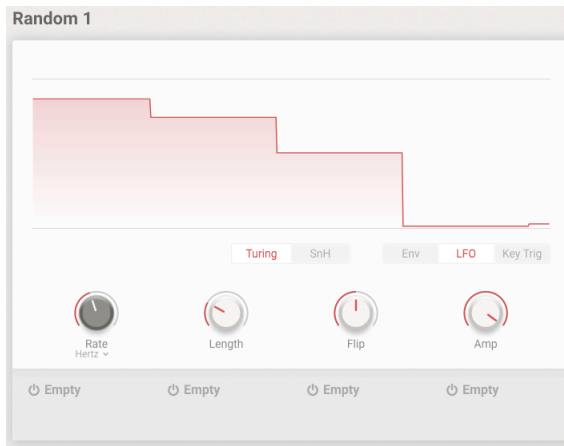 Random 1
Turing SnH Env LFO Key Trig
Rate Length Flip Amp
Hertz
Empty Empty Empty Empty